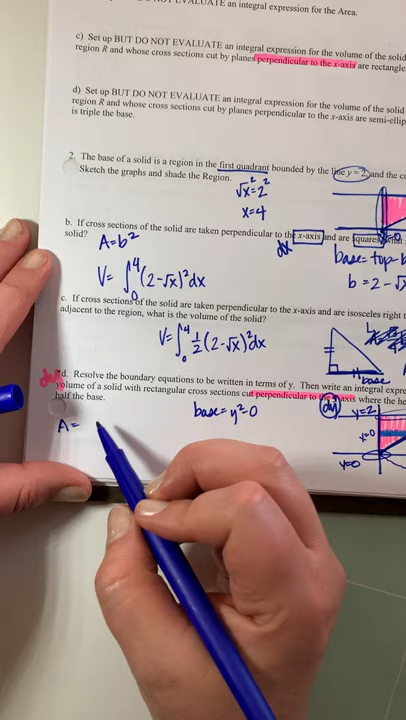 NOT EVALUATE an integral expression for the Area.
c) Set up BUT DO NOT EVALUATE an integral expression for the volume of the solid
region R and whose cross sections cut by planes perpendicular to the x-axis are rectangle
d) Set up BUT DO NOT EVALUATE an integral expression for the volume of the solid
region R and whose cross sections cut by planes perpendicular to the x-axis are semi-ellip
is triple the base.
2. The base of a solid is a region in the first quadrant bounded by the line y = 2 and the cu
Sketch the graphs and shade the Region.
√x² = 2²
x=4
b. If cross sections of the solid are taken perpendicular to the x-axis and are squares,
solid?
A=b²
dx
base= top-b
V= ∫₀⁴ (2-√x)² dx
b = 2 - √x
c. If cross sections of the solid are taken perpendicular to the x-axis and are isosceles right t
adjacent to the region, what is the volume of the solid?
V= ∫₀⁴ ½ (2-√x)² dx
base
dy
d. Resolve the boundary equations to be written in terms of y. Then write an integral expre
volume of a solid with rectangular cross sections cut perpendicular to the y-axis where the he
half the base.
base= y²-0
dy
y=2
A=
x=0
y=0